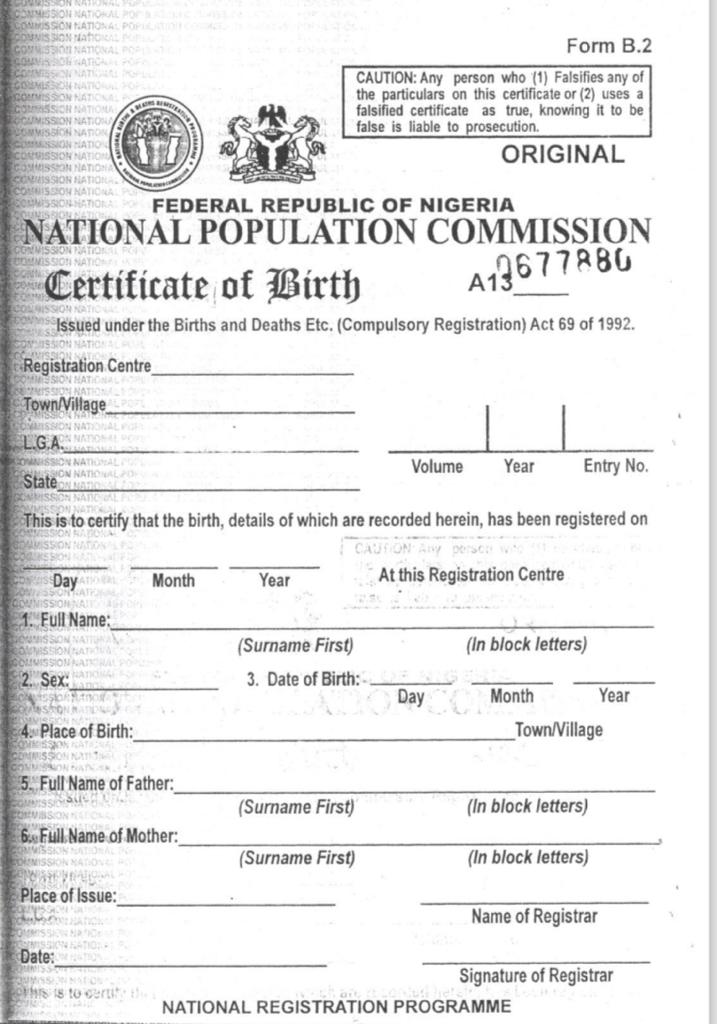 Form B.2
CAUTION: Any person who (1) Falsifies any of
the particulars on this certificate or (2) uses a
falsified certificate as true, knowing it to be
false is liable to prosecution.
ORIGINAL
FEDERAL REPUBLIC OF NIGERIA
NATIONAL POPULATION COMMISSION
Certificate of Birth
A13 0677880
Issued under the Births and Deaths Etc. (Compulsory Registration) Act 69 of 1992.
Registration Centre
Town/Village
L.G.A.
State
Volume Year Entry No.
This is to certify that the birth, details of which are recorded herein, has been registered on
Day Month Year At this Registration Centre
1. Full Name:
(Surname First) (In block letters)
2. Sex: 3. Date of Birth:
Day Month Year
4. Place of Birth: Town/Village
5. Full Name of Father:
(Surname First) (In block letters)
6. Full Name of Mother:
(Surname First) (In block letters)
Place of Issue:
Name of Registrar
Date:
Signature of Registrar
NATIONAL REGISTRATION PROGRAMME